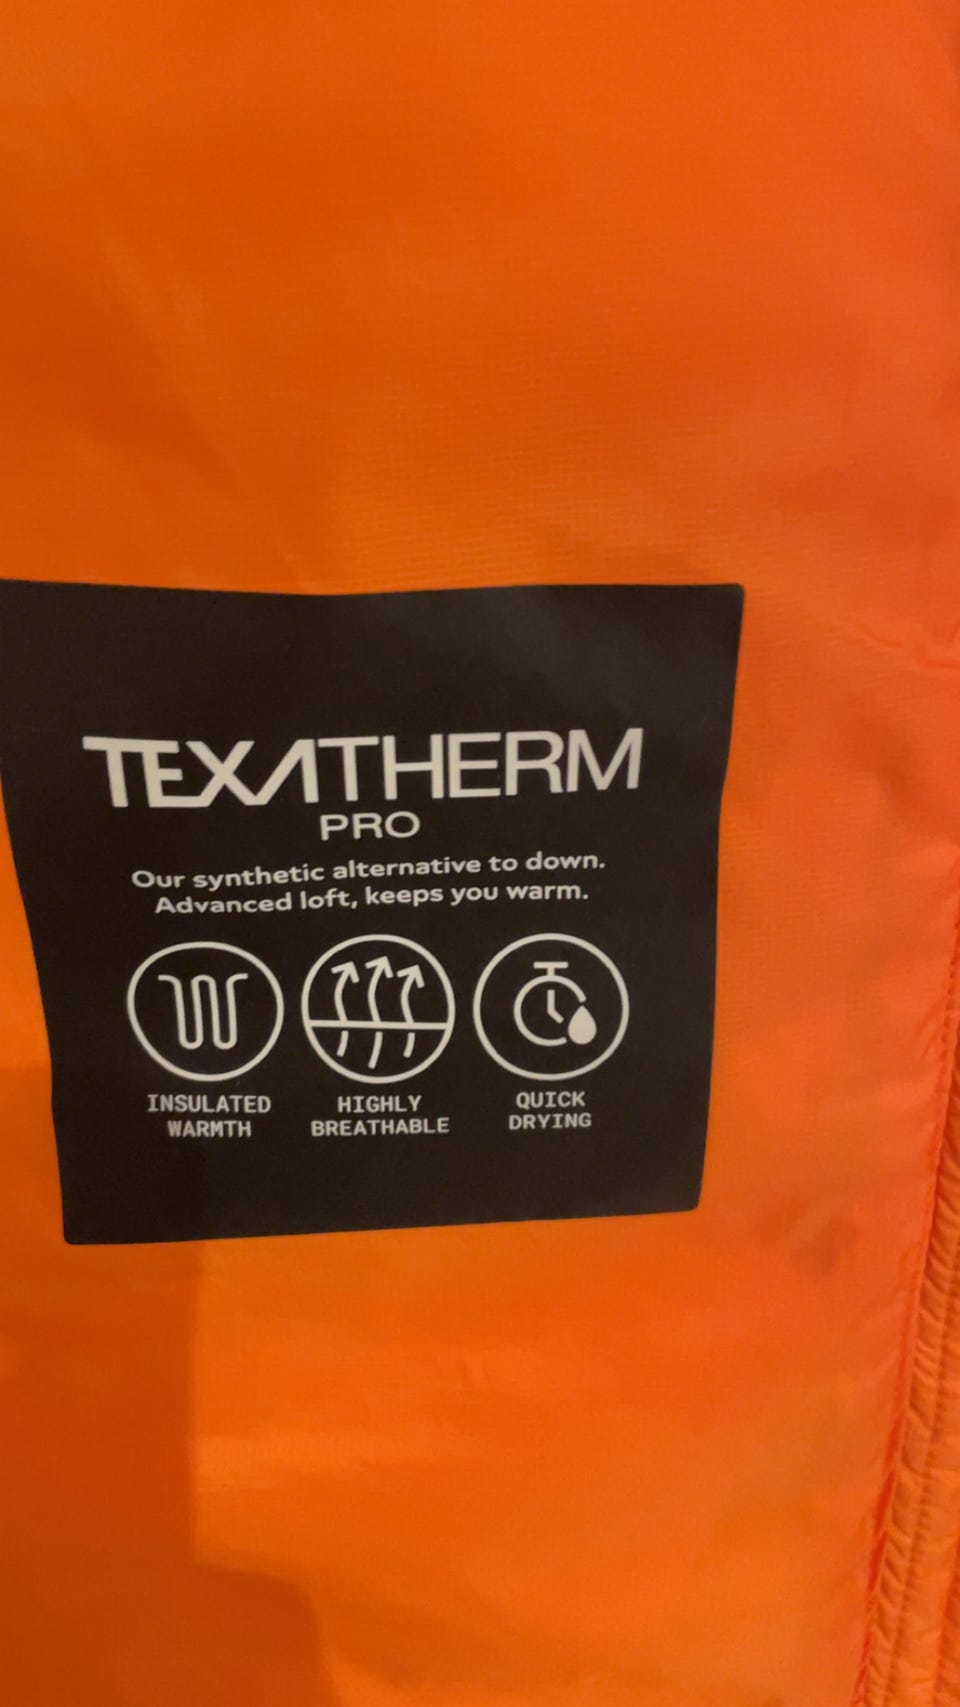 TEXATHERM
PRO
Our synthetic alternative to down.
Advanced loft, keeps you warm.
INSULATED
WARMTH
HIGHLY
BREATHABLE
QUICK
DRYING